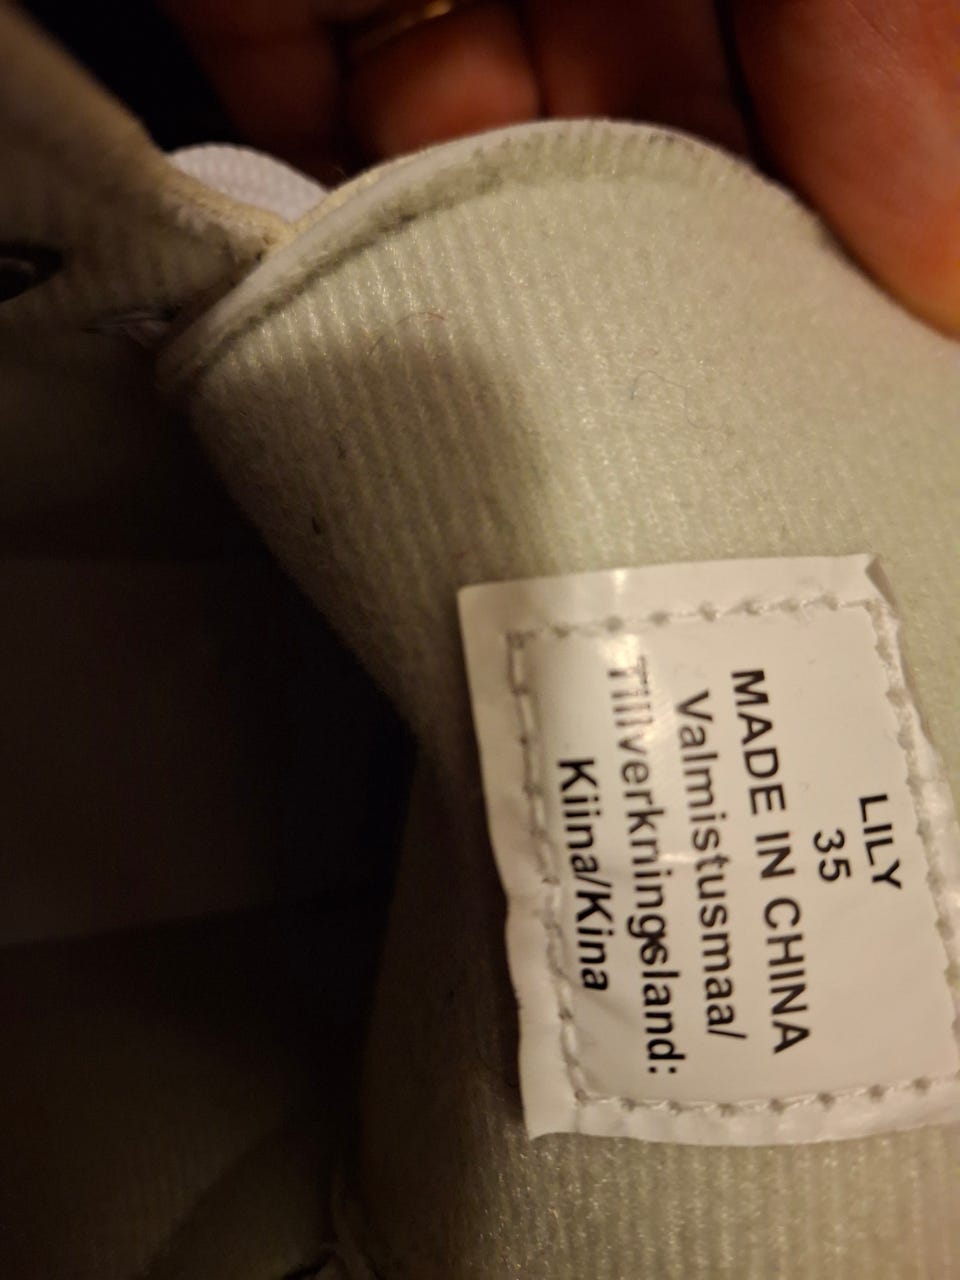 LILY
35
MADE IN CHINA
Valmistusmaa/
Tillverkningsland:
Kiina/Kina